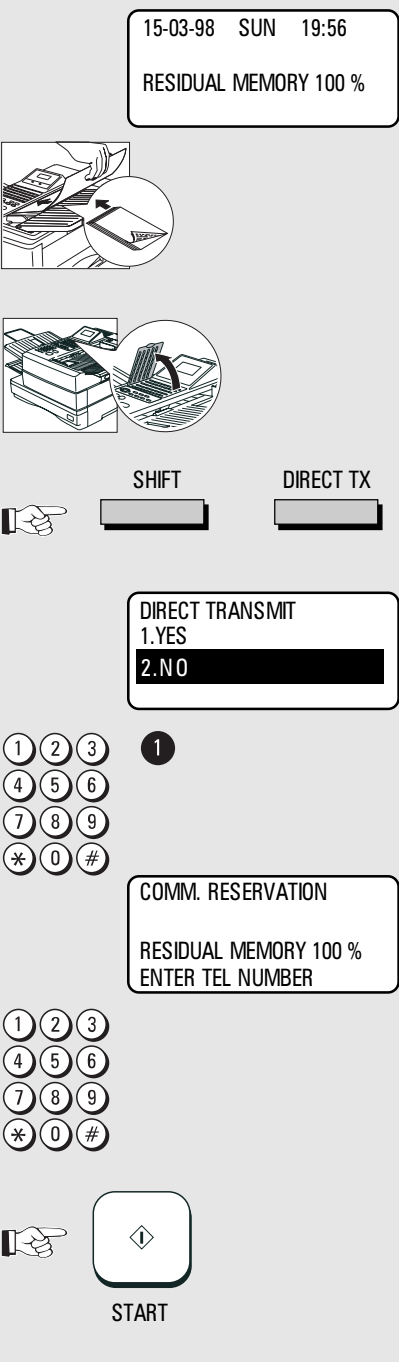 15-03-98 SUN 19:56
RESIDUAL MEMORY 100 %
SHIFT DIRECT TX
DIRECT TRANSMIT
1.YES
2.NO
1 2 3 1
4 5 6
7 8 9
* 0 #
COMM. RESERVATION
RESIDUAL MEMORY 100 %
ENTER TEL NUMBER
1 2 3
4 5 6
7 8 9
* 0 #
START